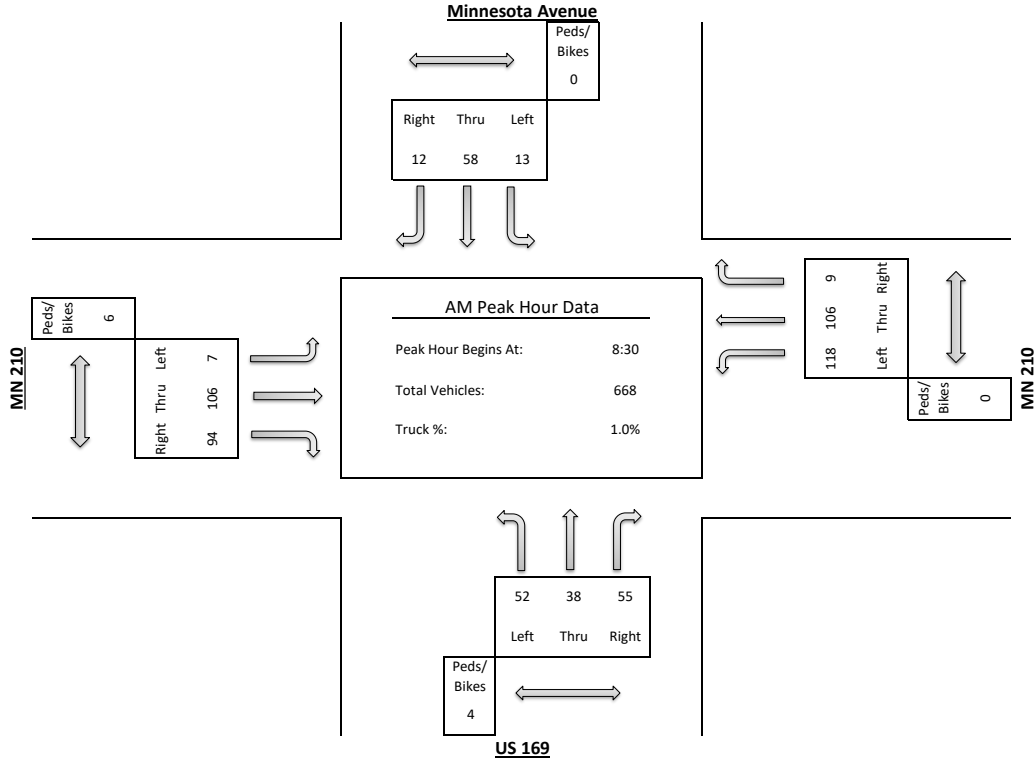 Minnesota Avenue
Peds/
Bikes
0
Right Thru Left
12 58 13
AM Peak Hour Data
Peak Hour Begins At: 8:30
Total Vehicles: 668
Truck %: 1.0%
MN 210
Peds/
Bikes
6
Left 7
Thru 106
Right 94
9 Right
106 Thru
118 Left
Peds/
Bikes
0
MN 210
52 38 55
Left Thru Right
Peds/
Bikes
4
US 169